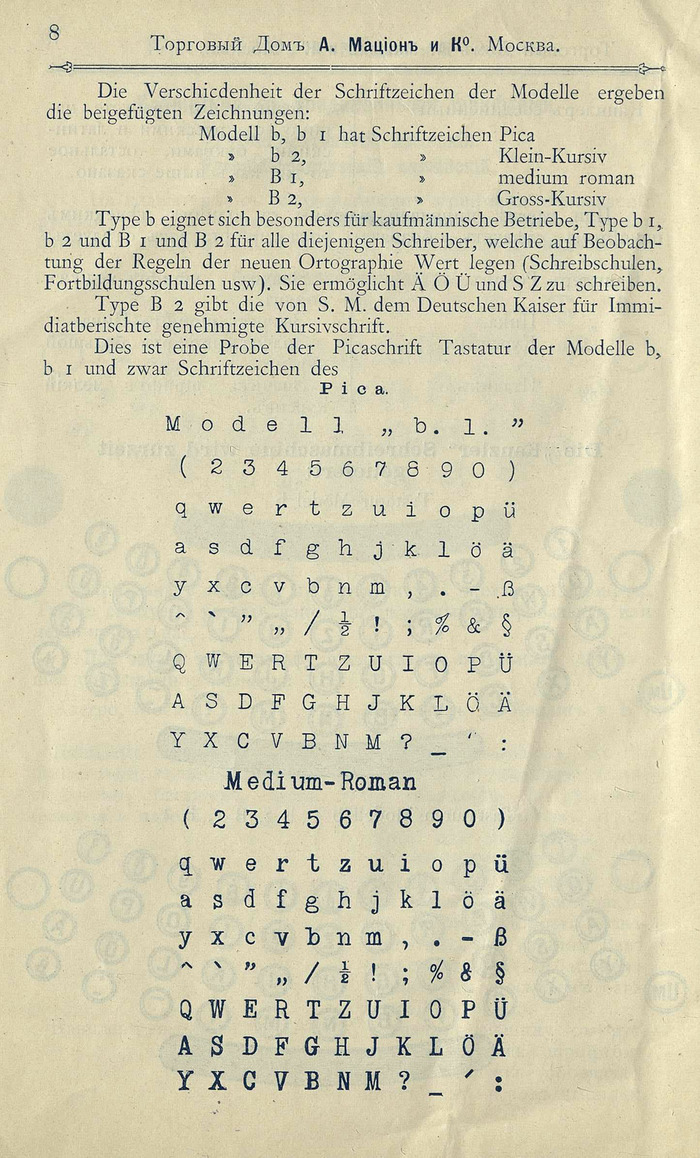 8
Торговый Домъ А. Маціонъ и Кº. Москва.
Die Verschiedenheit der Schriftzeichen der Modelle ergeben
die beigefügten Zeichnungen:
Modell b, b 1 hat Schriftzeichen Pica
» b 2, » Klein-Kursiv
» B 1, » medium roman
» B 2, » Gross-Kursiv
Type b eignet sich besonders für kaufmännische Betriebe, Type b 1,
b 2 und B 1 und B 2 für alle diejenigen Schreiber, welche auf Beobach-
tung der Regeln der neuen Ortographie Wert legen (Schreibschulen,
Fortbildungsschulen usw). Sie ermöglicht Ä Ö Ü und S Z zu schreiben.
Type B 2 gibt die von S. M. dem Deutschen Kaiser für Immi-
diatberischte genehmigte Kursivschrift.
Dies ist eine Probe der Picaschrift Tastatur der Modelle b,
b 1 und zwar Schriftzeichen des
Pica.
Modell „b. l.”
( 2 3 4 5 6 7 8 9 0 )
q w e r t z u i o p ü
a s d f g h j k l ö ä
y x c v b n m , . - ß
^ ` ” „ / ½ ! ; % & §
Q W E R T Z U I O P Ü
A S D F G H J K L Ö Ä
Y X C V B N M ? _ ´ :
Medium-Roman
( 2 3 4 5 6 7 8 9 0 )
q w e r t z u i o p ü
a s d f g h j k l ö ä
y x c v b n m , . - ß
^ ` ” „ / ½ ! ; % & §
Q W E R T Z U I O P Ü
A S D F G H J K L Ö Ä
Y X C V B N M ? _ ´ :